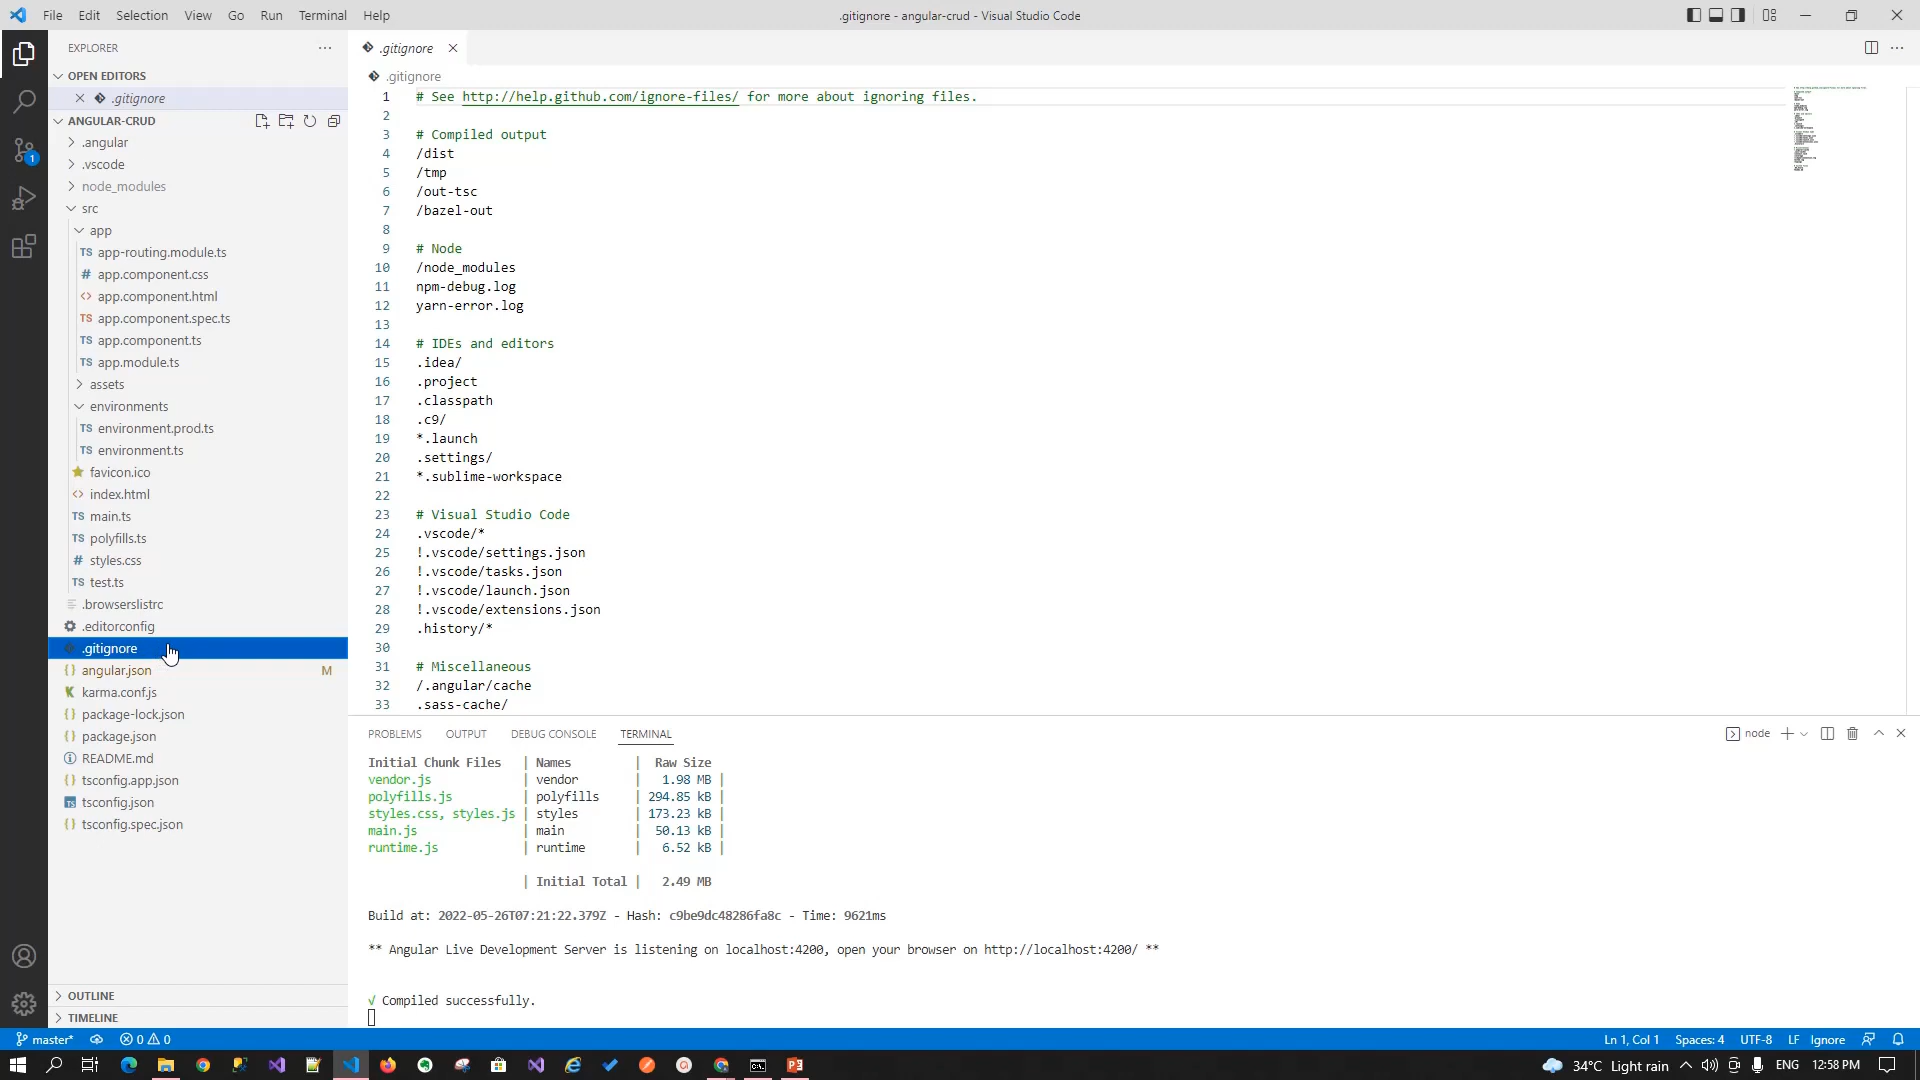 File Edit Selection View Go Run Terminal Help
.gitignore - angular-crud - Visual Studio Code
EXPLORER
OPEN EDITORS
.gitignore
ANGULAR-CRUD
.angular
.vscode
node_modules
src
app
TS app-routing.module.ts
# app.component.css
<> app.component.html
TS app.component.spec.ts
TS app.component.ts
TS app.module.ts
assets
environments
TS environment.prod.ts
TS environment.ts
favicon.ico
<> index.html
TS main.ts
TS polyfills.ts
# styles.css
TS test.ts
.browserslistrc
.editorconfig
.gitignore
{} angular.json M
K karma.conf.js
{} package-lock.json
{} package.json
README.md
{} tsconfig.app.json
TS tsconfig.json
{} tsconfig.spec.json
OUTLINE
TIMELINE
1
.gitignore
.gitignore
1 # See http://help.github.com/ignore-files/ for more about ignoring files.
2
3 # Compiled output
4 /dist
5 /tmp
6 /out-tsc
7 /bazel-out
8
9 # Node
10 /node_modules
11 npm-debug.log
12 yarn-error.log
13
14 # IDEs and editors
15 .idea/
16 .project
17 .classpath
18 .c9/
19 *.launch
20 .settings/
21 *.sublime-workspace
22
23 # Visual Studio Code
24 .vscode/*
25 !.vscode/settings.json
26 !.vscode/tasks.json
27 !.vscode/launch.json
28 !.vscode/extensions.json
29 .history/*
30
31 # Miscellaneous
32 /.angular/cache
33 .sass-cache/
PROBLEMS OUTPUT DEBUG CONSOLE TERMINAL
node
Initial Chunk Files | Names | Raw Size
vendor.js | vendor | 1.98 MB |
polyfills.js | polyfills | 294.85 kB |
styles.css, styles.js | styles | 173.23 kB |
main.js | main | 50.13 kB |
runtime.js | runtime | 6.52 kB |
| Initial Total | 2.49 MB
Build at: 2022-05-26T07:21:22.379Z - Hash: c9be9dc48286fa8c - Time: 9621ms
** Angular Live Development Server is listening on localhost:4200, open your browser on http://localhost:4200/ **
√ Compiled successfully.
master* 0 0
Ln 1, Col 1 Spaces: 4 UTF-8 LF Ignore
34°C Light rain ENG 12:58 PM